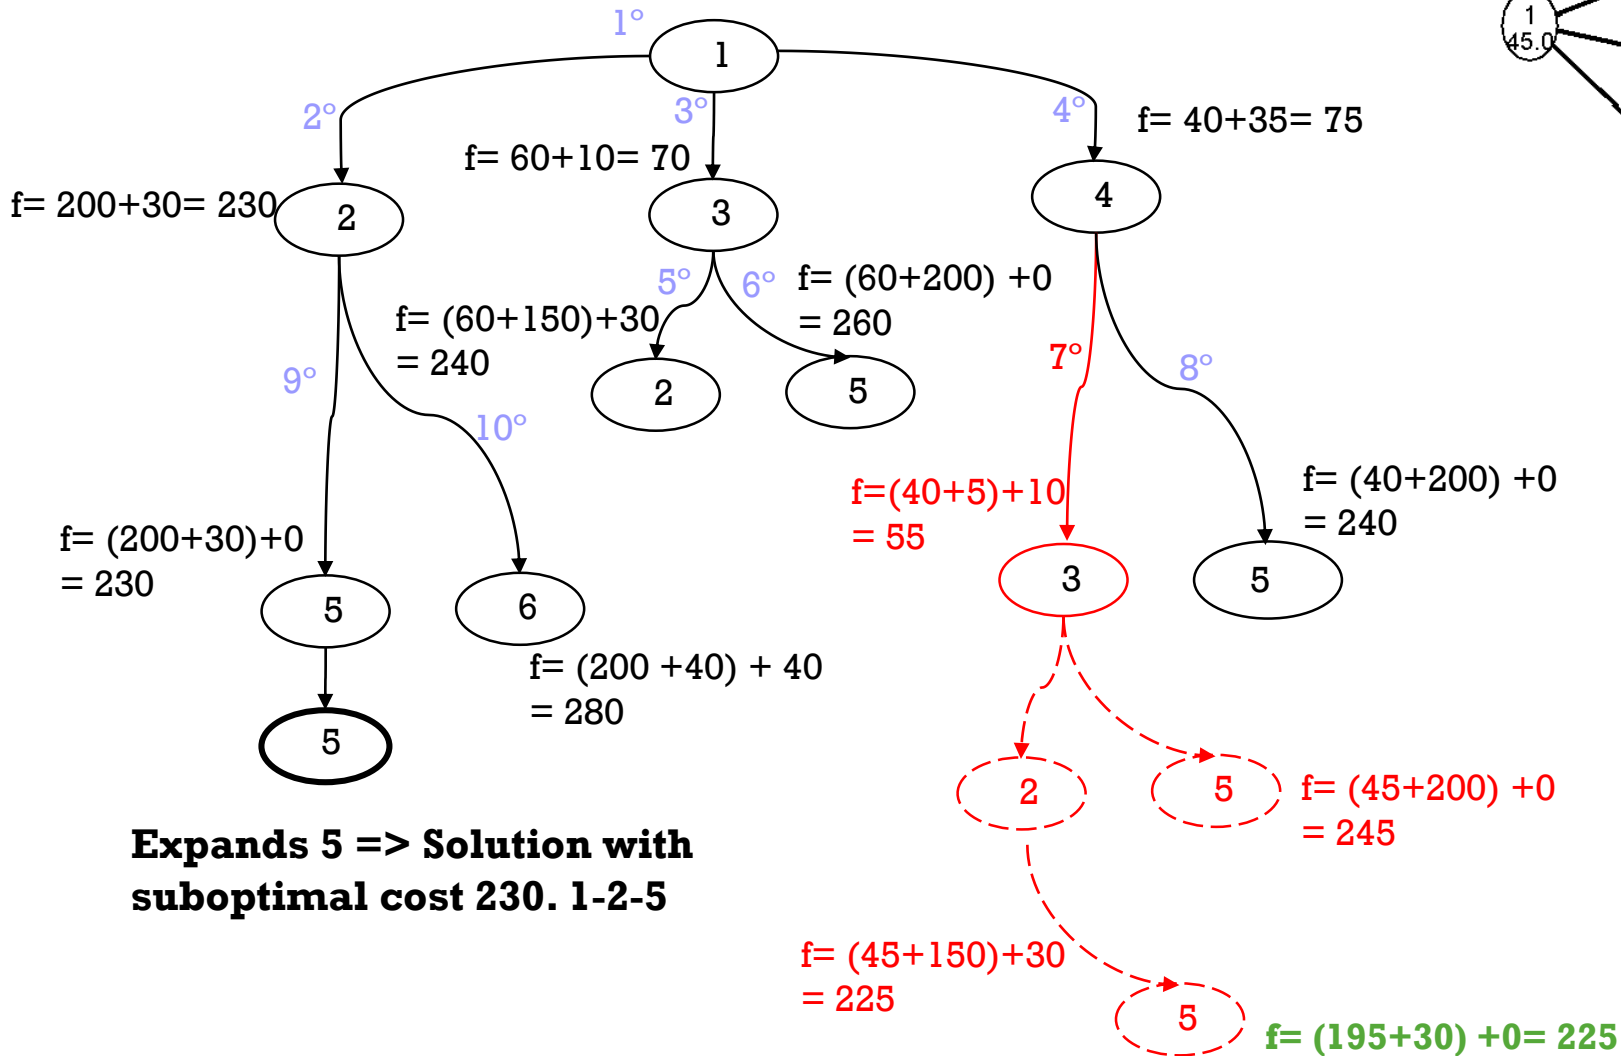 1°
1
1
45.0
2°
3°
4°
f= 40+35= 75
f= 60+10= 70
f= 200+30= 230
2
3
4
5°
6°
f= (60+200) +0
= 260
f= (60+150)+30
= 240
7°
8°
9°
2
5
10°
f=(40+5)+10
= 55
f= (40+200) +0
= 240
f= (200+30)+0
= 230
5
6
3
5
f= (200 +40) + 40
= 280
5
2
5
f= (45+200) +0
= 245
Expands 5 => Solution with
suboptimal cost 230. 1-2-5
f= (45+150)+30
= 225
5
f= (195+30) +0= 225